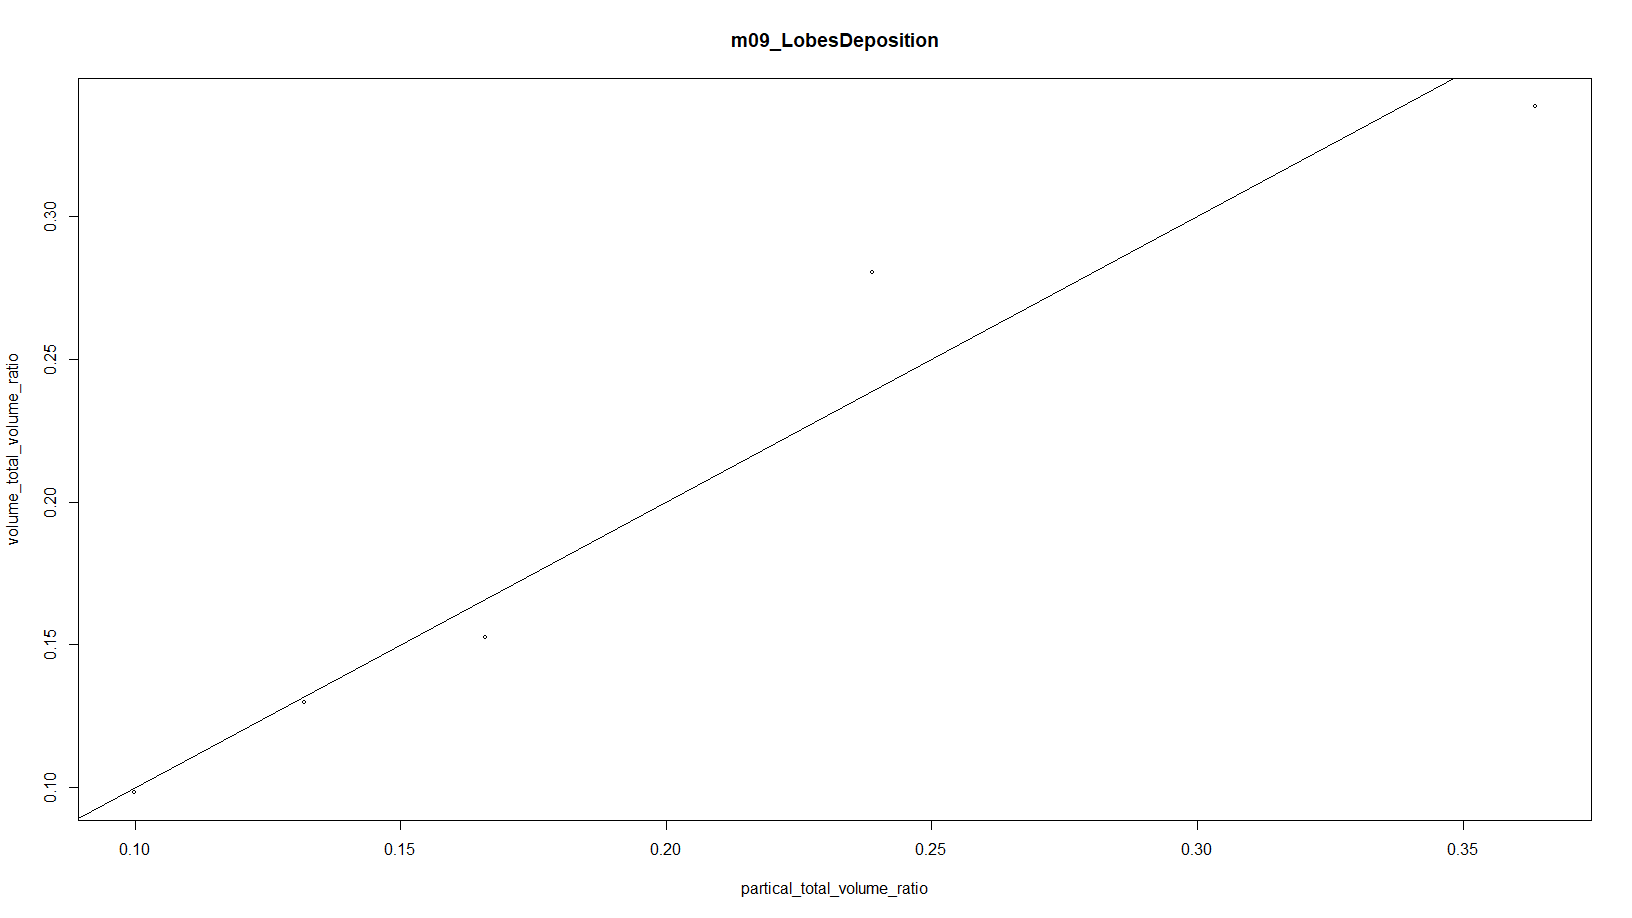 m09_LobesDeposition
volume_total_volume_ratio
0.30
0.25
0.20
0.15
0.10
0.10 0.15 0.20 0.25 0.30 0.35
partical_total_volume_ratio